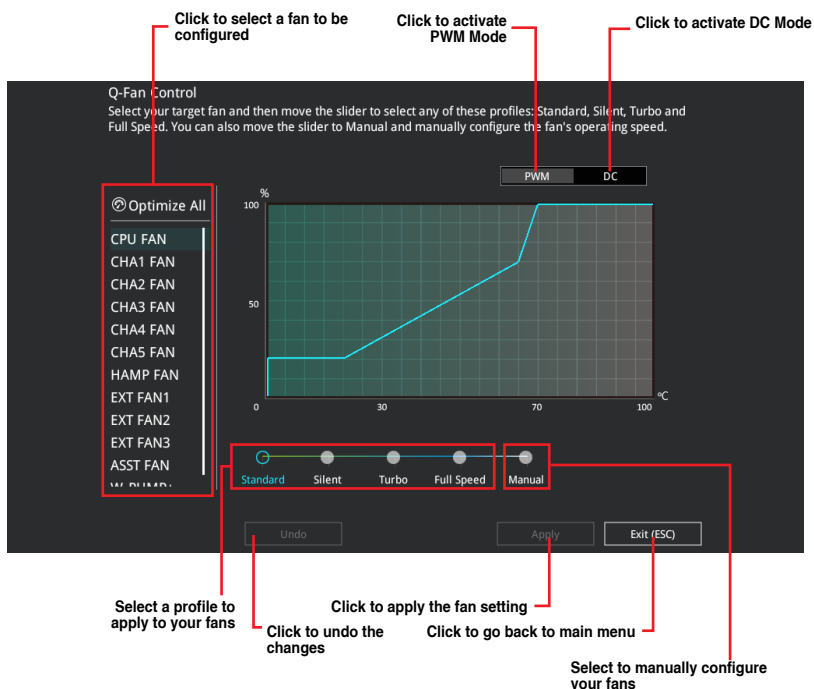 Click to select a fan to be
configured
Click to activate
PWM Mode
Click to activate DC Mode
Q-Fan Control
Select your target fan and then move the slider to select any of these profiles: Standard, Silent, Turbo and
Full Speed. You can also move the slider to Manual and manually configure the fan's operating speed.
PWM
DC
Optimize All
CPU FAN
CHA1 FAN
CHA2 FAN
CHA3 FAN
CHA4 FAN
CHA5 FAN
HAMP FAN
EXT FAN1
EXT FAN2
EXT FAN3
ASST FAN
%
100
50
0
30
70
100
°C
Standard
Silent
Turbo
Full Speed
Manual
Undo
Apply
Exit (ESC)
Select a profile to
apply to your fans
Click to undo the
changes
Click to apply the fan setting
Click to go back to main menu
Select to manually configure
your fans